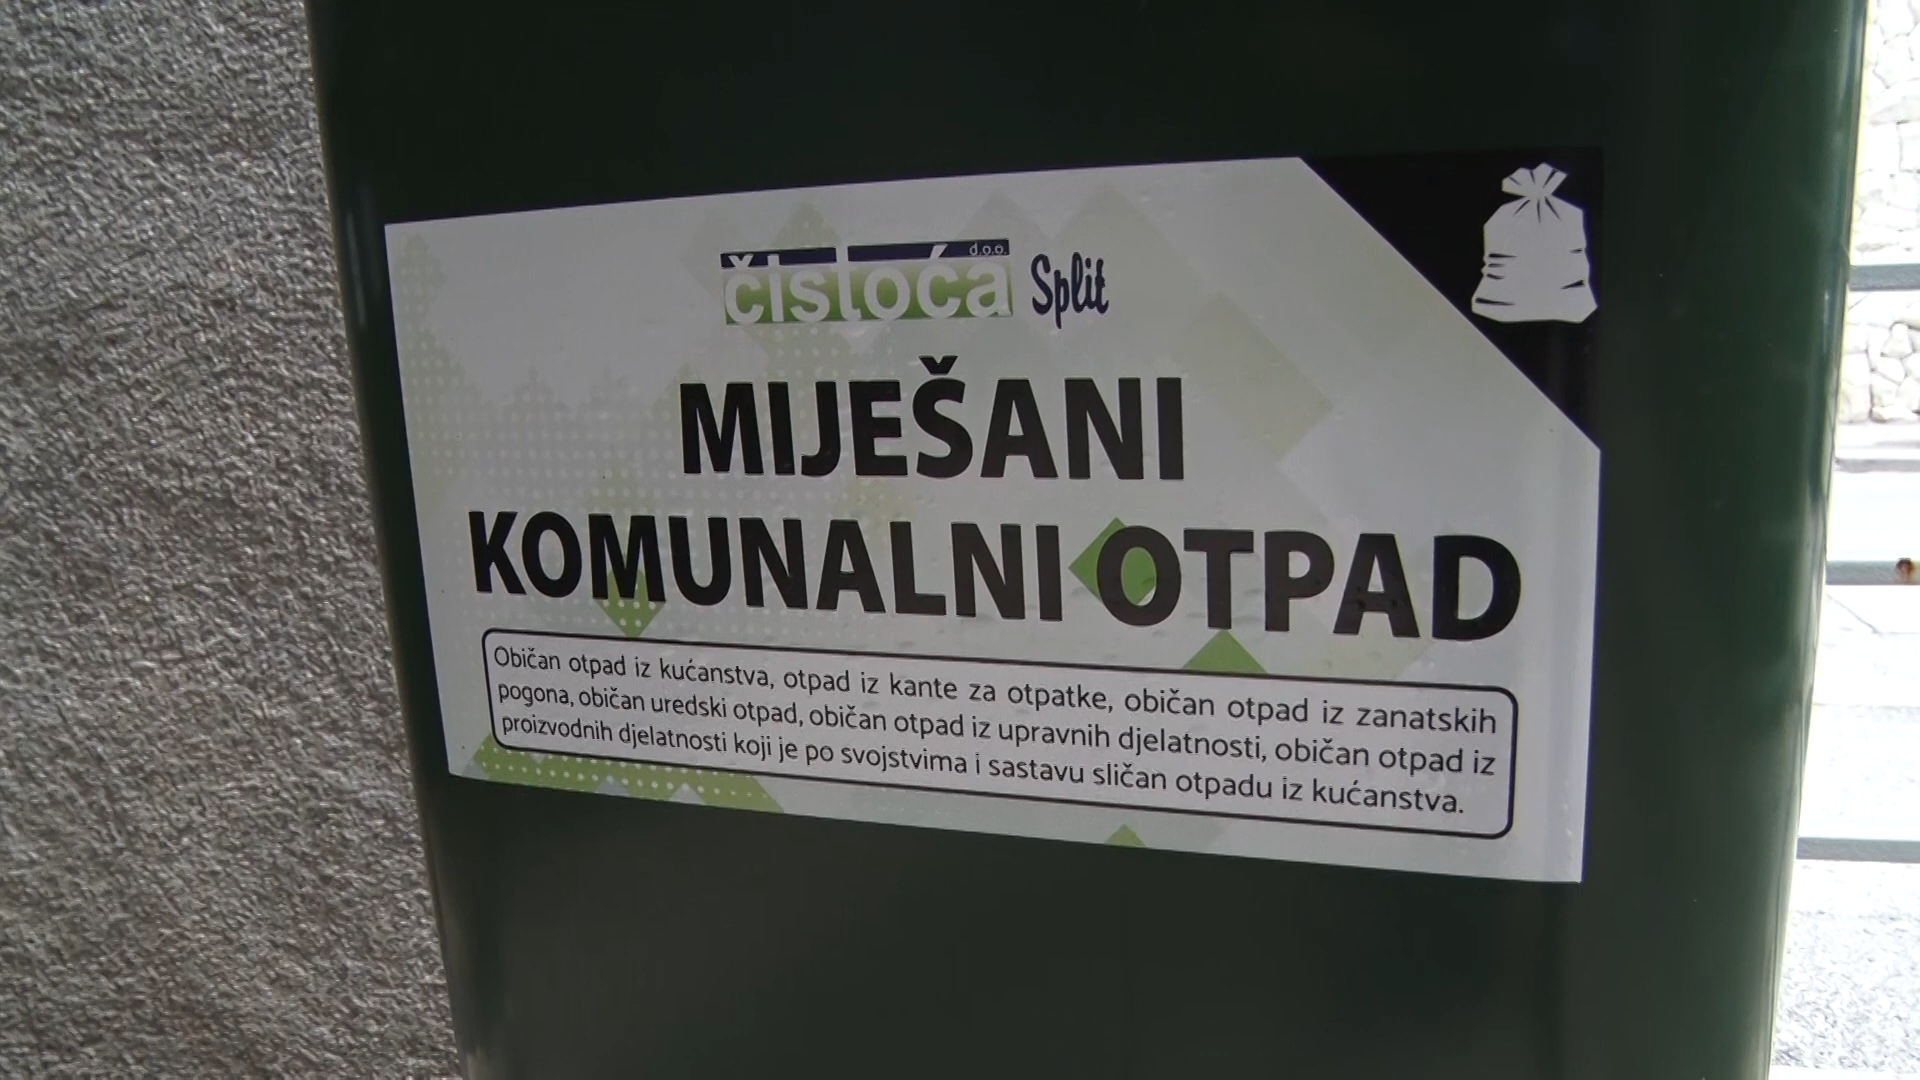 čistoća d.o.o. Split
MIJEŠANI
KOMUNALNI OTPAD
Običan otpad iz kućanstva, otpad iz kante za otpatke, običan otpad iz zanatskih
pogona, običan uredski otpad, običan otpad iz upravnih djelatnosti, običan otpad iz
proizvodnih djelatnosti koji je po svojstvima i sastavu sličan otpadu iz kućanstva.